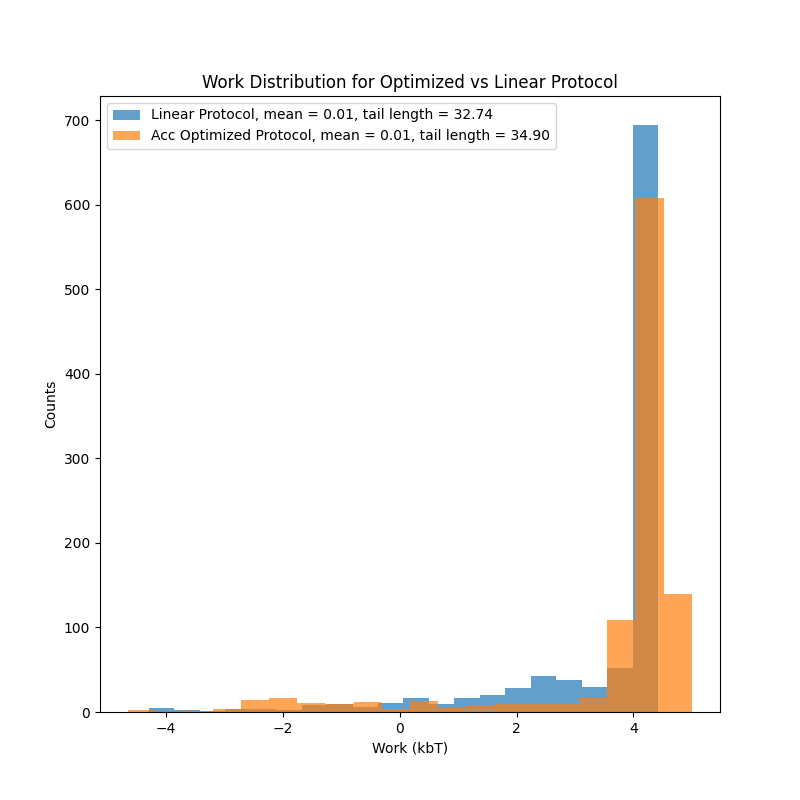 Work Distribution for Optimized vs Linear Protocol
Linear Protocol, mean = 0.01, tail length = 32.74
Acc Optimized Protocol, mean = 0.01, tail length = 34.90
700
600
500
400
300
200
100
0
Counts
−4
−2
0
2
4
Work (kbT)